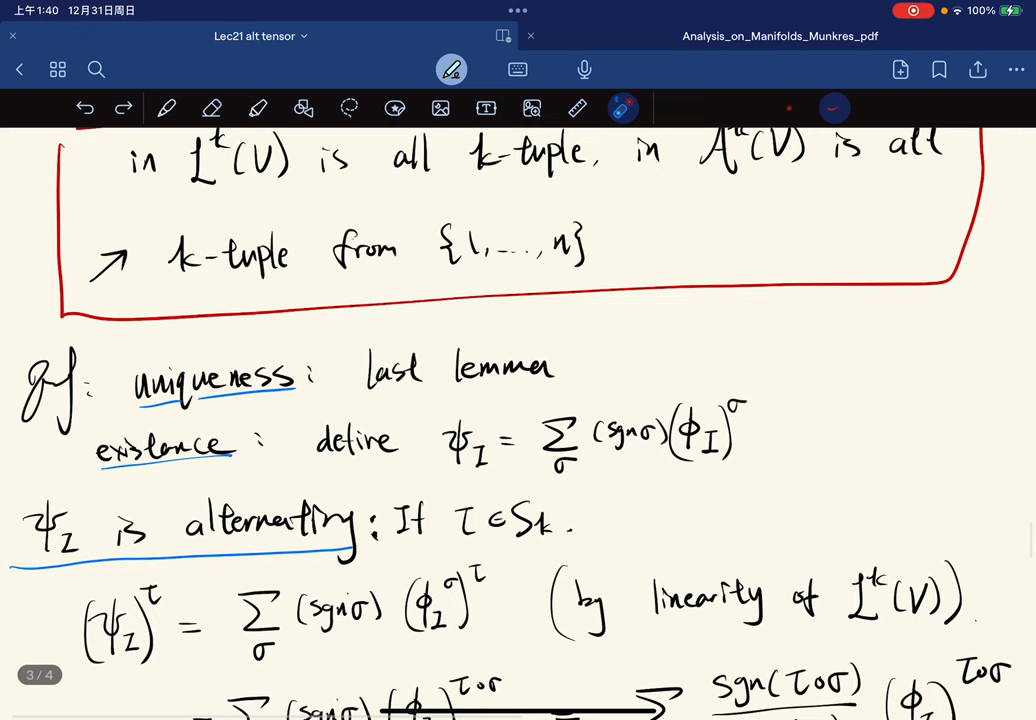 上午1:40 12月31日周日
100%
Lec21 alt tensor
Analysis_on_Manifolds_Munkres_pdf
in L^k(V) is all k-tuple, in A^k(V) is all
↗ k-tuple from {1, ..., n}
pf: uniqueness: last lemma
existance: define ψ_I = Σ_σ (sgnσ)(φ_I)^σ
ψ_I is alternating: If τ ∈ S_k.
(ψ_I)^τ = Σ_σ (sgnσ) (φ_I^σ)^τ (by linearity of L^k(V)).
3 / 4